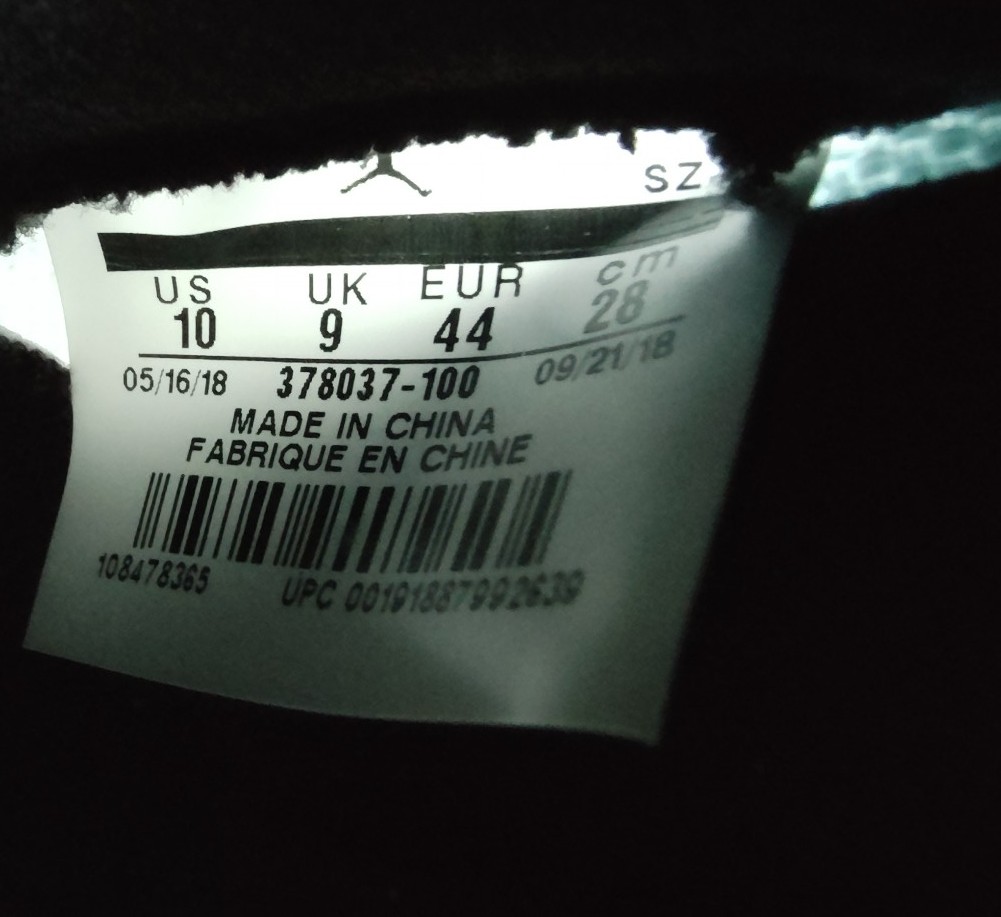 SZ
US UK EUR cm
10 9 44 28
05/16/18 378037-100 09/21/18
MADE IN CHINA
FABRIQUE EN CHINE
108478365 UPC 00191887992639